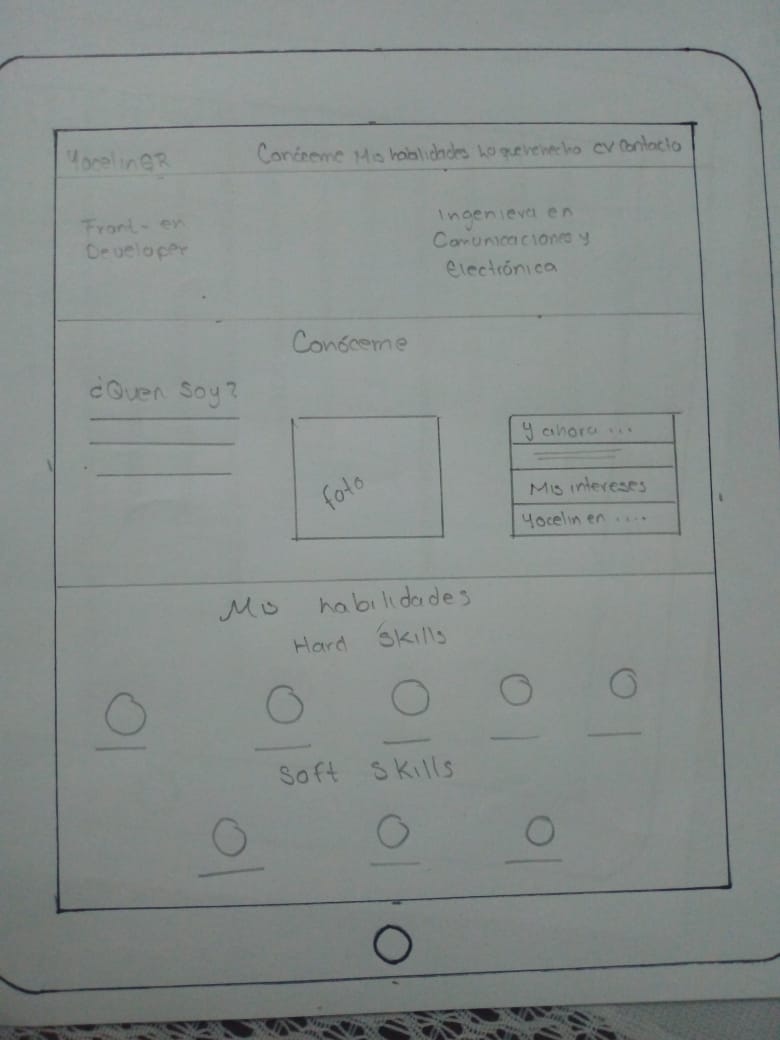 YocelinGR
Conóceme Mis habilidades Lo que he hecho CV Contacto
Front-en
Developer
Ingeniera en
Comunicaciones y
electrónica
Conóceme
¿Quen Soy?
foto
Y ahora ...
Mis intereses
Yocelin en ....
Mis habilidades
Hard Skills
Soft Skills